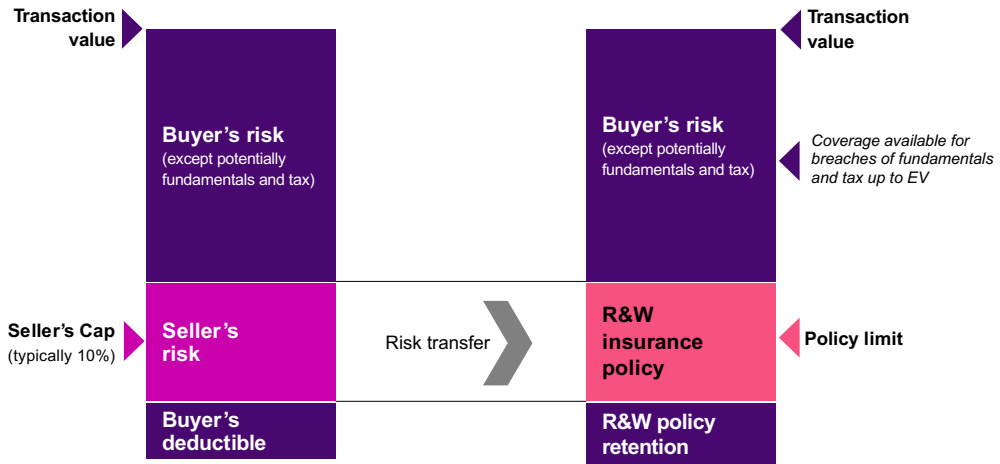 Transaction
value
Buyer’s risk
(except potentially
fundamentals and tax)
Seller’s Cap
(typically 10%)
Seller’s
risk
Buyer’s
deductible
Risk transfer
Transaction
value
Buyer’s risk
(except potentially
fundamentals and tax)
Coverage available for
breaches of fundamentals
and tax up to EV
R&W
insurance
policy
Policy limit
R&W policy
retention